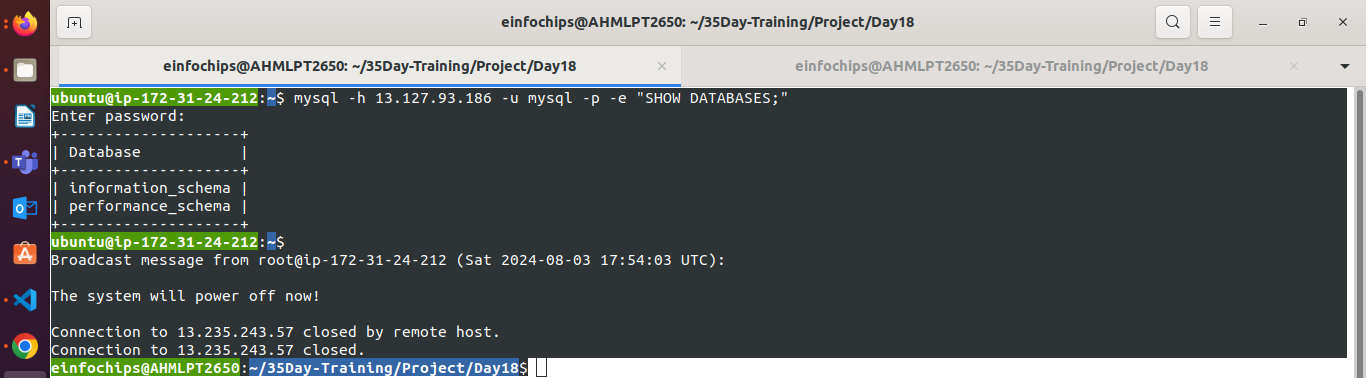 einfochips@AHMLPT2650: ~/35Day-Training/Project/Day18
einfochips@AHMLPT2650: ~/35Day-Training/Project/Day18
einfochips@AHMLPT2650: ~/35Day-Training/Project/Day18
ubuntu@ip-172-31-24-212:~$ mysql -h 13.127.93.186 -u mysql -p -e "SHOW DATABASES;"
Enter password:
+--------------------+
| Database           |
+--------------------+
| information_schema |
| performance_schema |
+--------------------+
ubuntu@ip-172-31-24-212:~$
Broadcast message from root@ip-172-31-24-212 (Sat 2024-08-03 17:54:03 UTC):
The system will power off now!
Connection to 13.235.243.57 closed by remote host.
Connection to 13.235.243.57 closed.
einfochips@AHMLPT2650:~/35Day-Training/Project/Day18$